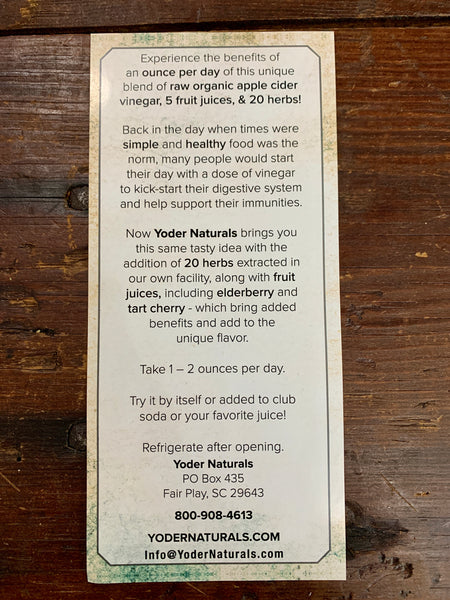 Experience the benefits of
an ounce per day of this unique
blend of raw organic apple cider
vinegar, 5 fruit juices, & 20 herbs!
Back in the day when times were
simple and healthy food was the
norm, many people would start
their day with a dose of vinegar
to kick-start their digestive system
and help support their immunities.
Now Yoder Naturals brings you
this same tasty idea with the
addition of 20 herbs extracted in
our own facility, along with fruit
juices, including elderberry and
tart cherry - which bring added
benefits and add to the
unique flavor.
Take 1 – 2 ounces per day.
Try it by itself or added to club
soda or your favorite juice!
Refrigerate after opening.
Yoder Naturals
PO Box 435
Fair Play, SC 29643
800-908-4613
YODERNATURALS.COM
Info@YoderNaturals.com